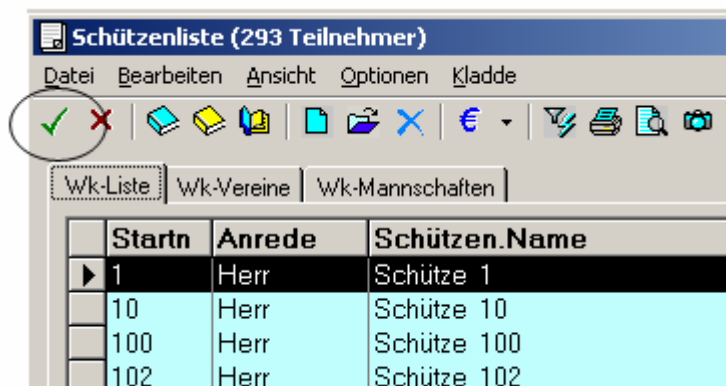 Schützenliste (293 Teilnehmer)
Datei Bearbeiten Ansicht Optionen Kladde
€
Wk-Liste Wk-Vereine Wk-Mannschaften
Startn Anrede Schützen.Name
1 Herr Schütze 1
10 Herr Schütze 10
100 Herr Schütze 100
102 Herr Schütze 102